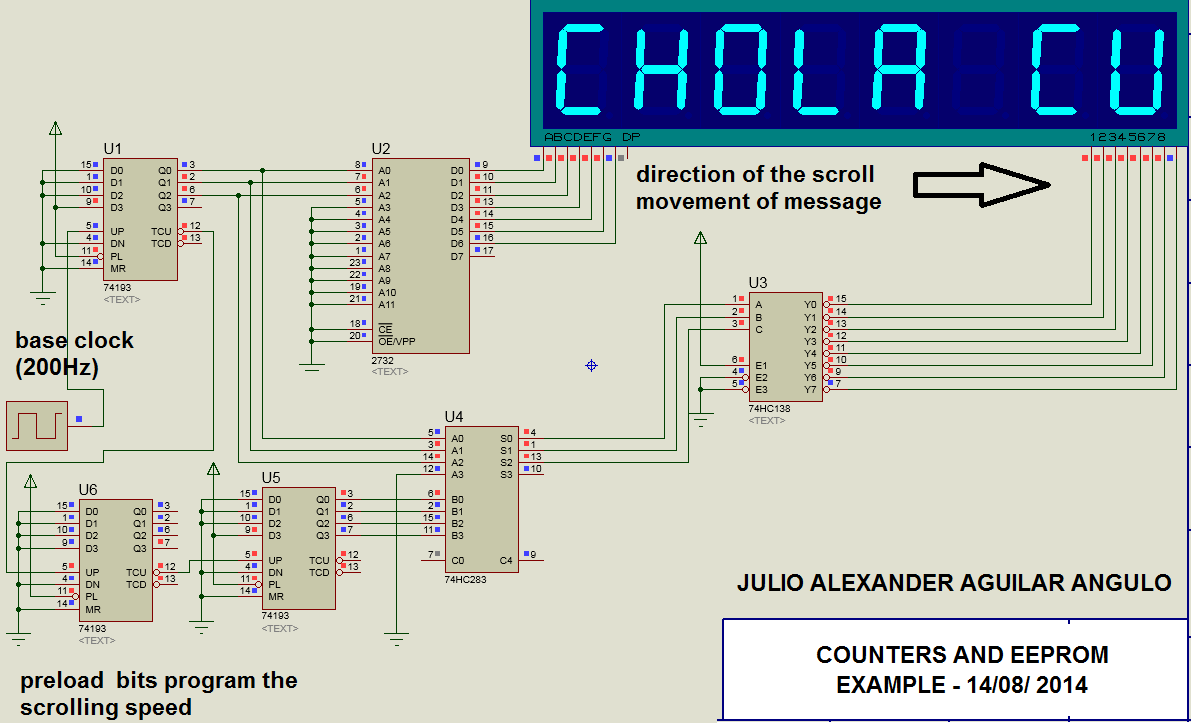 CHOLA CU
ABCDEFG DP
12345678
direction of the scroll
movement of message
U1
15 D0 Q0 3
1 D1 Q1 2
10 D2 Q2 6
9 D3 Q3 7
5 UP TCU 12
4 DN TCD 13
11 PL
14 MR
74193
<TEXT>
U2
8 A0 D0 9
7 A1 D1 10
6 A2 D2 11
5 A3 D3 13
4 A4 D4 14
3 A5 D5 15
2 A6 D6 16
1 A7 D7 17
23 A8
22 A9
19 A10
21 A11
18 CE
20 OE/VPP
2732
<TEXT>
U3
1 A Y0 15
2 B Y1 14
3 C Y2 13
Y3 12
Y4 11
6 E1 Y5 10
4 E2 Y6 9
5 E3 Y7 7
74HC138
<TEXT>
base clock
(200Hz)
U4
5 A0 S0 4
3 A1 S1 1
14 A2 S2 13
12 A3 S3 10
6 B0
2 B1
15 B2
11 B3
7 C0 C4 9
74HC283
U5
15 D0 Q0 3
1 D1 Q1 2
10 D2 Q2 6
9 D3 Q3 7
5 UP TCU 12
4 DN TCD 13
11 PL
14 MR
74193
<TEXT>
U6
15 D0 Q0 3
1 D1 Q1 2
10 D2 Q2 6
9 D3 Q3 7
5 UP TCU 12
4 DN TCD 13
11 PL
14 MR
74193
<TEXT>
preload bits program the
scrolling speed
JULIO ALEXANDER AGUILAR ANGULO
COUNTERS AND EEPROM
EXAMPLE - 14/08/ 2014